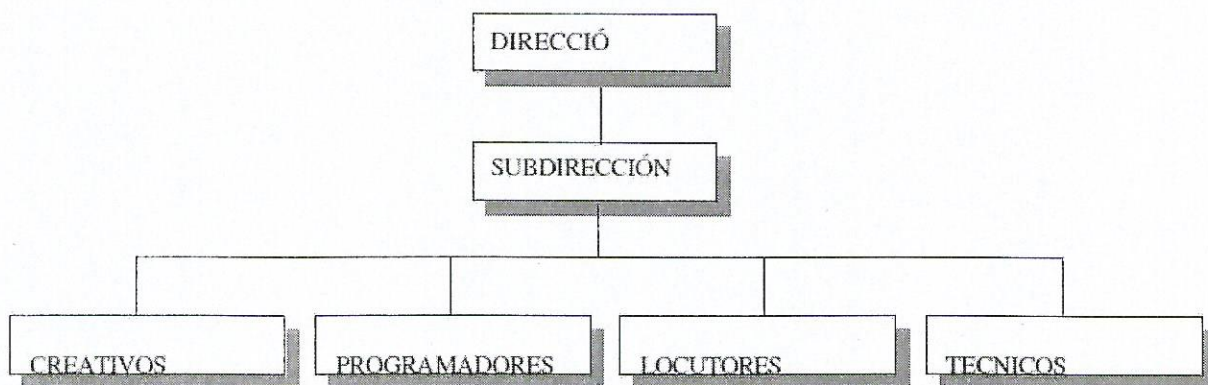 DIRECCIÓ
SUBDIRECCIÓN
CREATIVOS PROGRAMADORES LOCUTORES TECNICOS